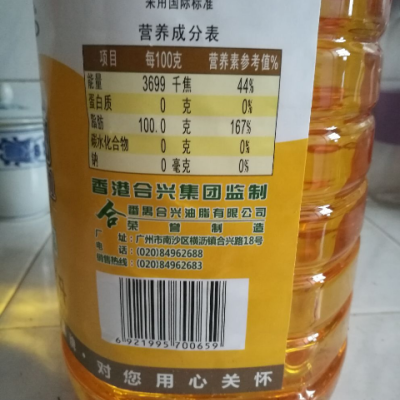 采用国际标准
营养成分表
项目 每100克 营养素参考值%
能量 3699 千焦 44%
蛋白质 0 克 0%
脂肪 100.0 克 167%
碳水化合物 0 克 0%
钠 0 毫克 0%
香港合兴集团监制
合 番禺合兴油脂有限公司
荣誉制造
厂 址：广州市南沙区横沥镇合兴路18号
电话：(020)84962688
销售热线：(020)84962683
6 921995 700659
对您用心关怀